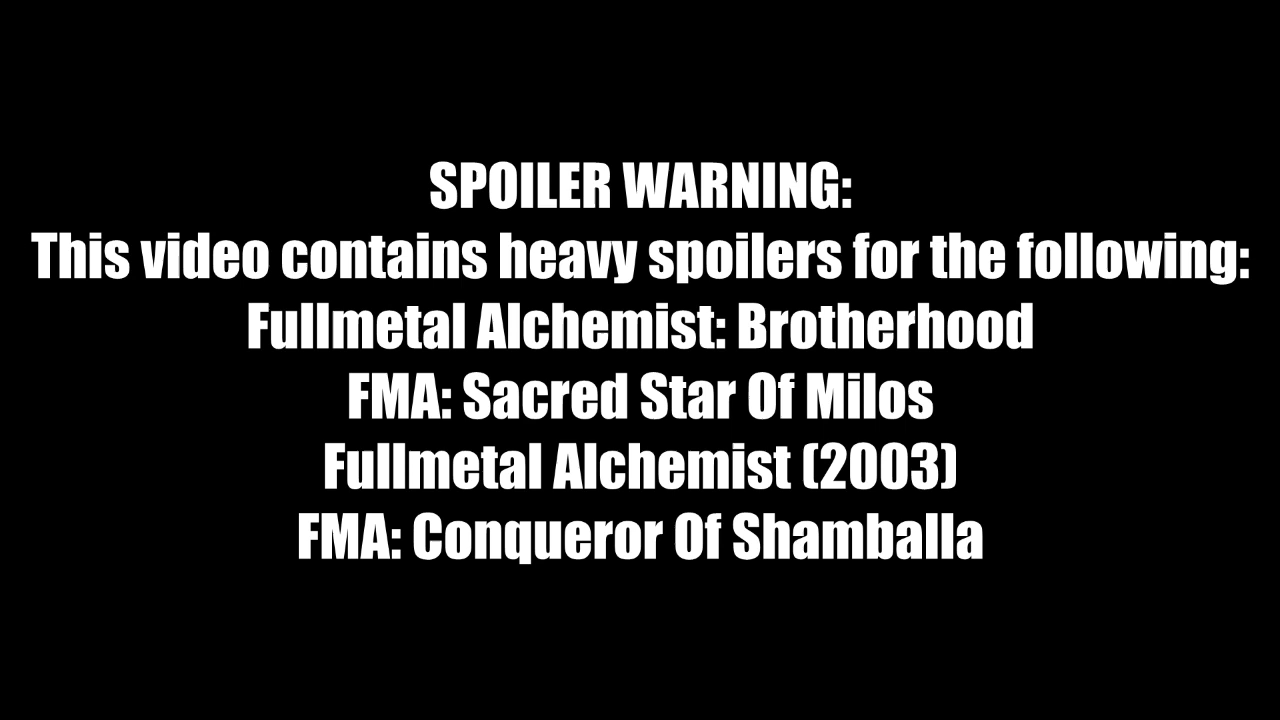 SPOILER WARNING:
This video contains heavy spoilers for the following:
Fullmetal Alchemist: Brotherhood
FMA: Sacred Star Of Milos
Fullmetal Alchemist (2003)
FMA: Conqueror Of Shamballa